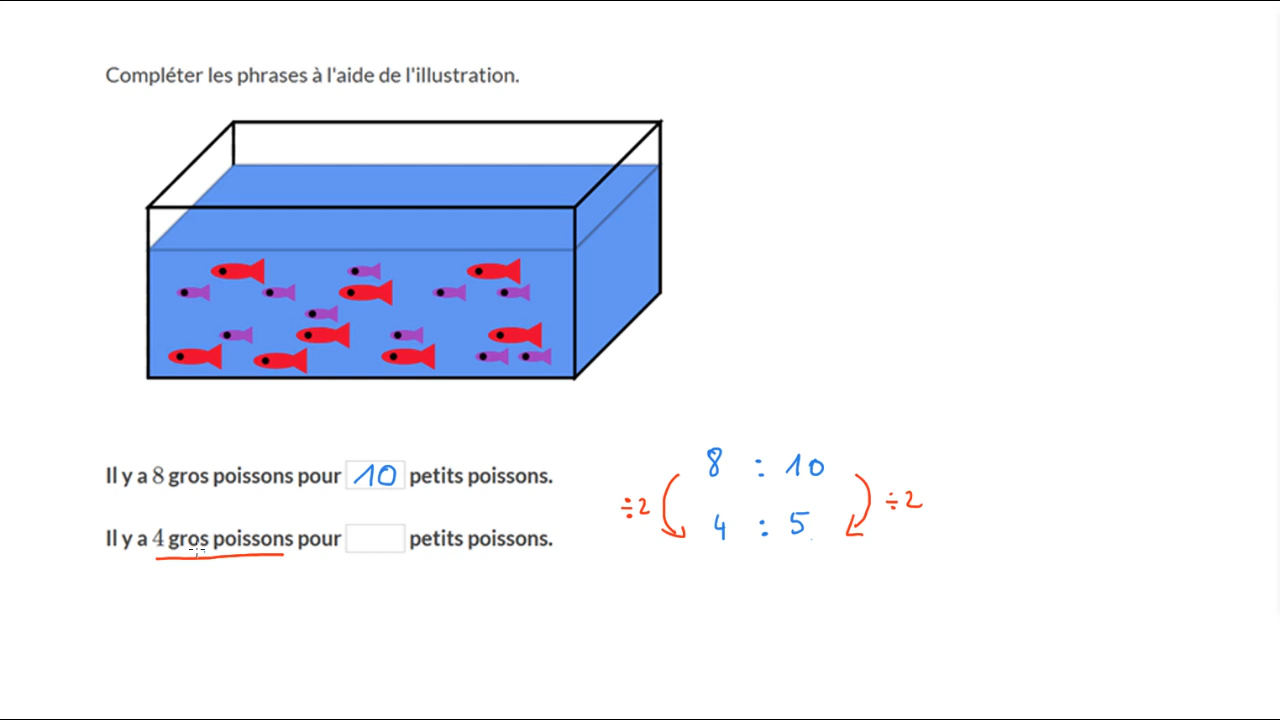 Compléter les phrases à l'aide de l'illustration.
Il y a 8 gros poissons pour 10 petits poissons.
8 : 10
÷2
÷2
4 : 5
Il y a 4 gros poissons pour petits poissons.